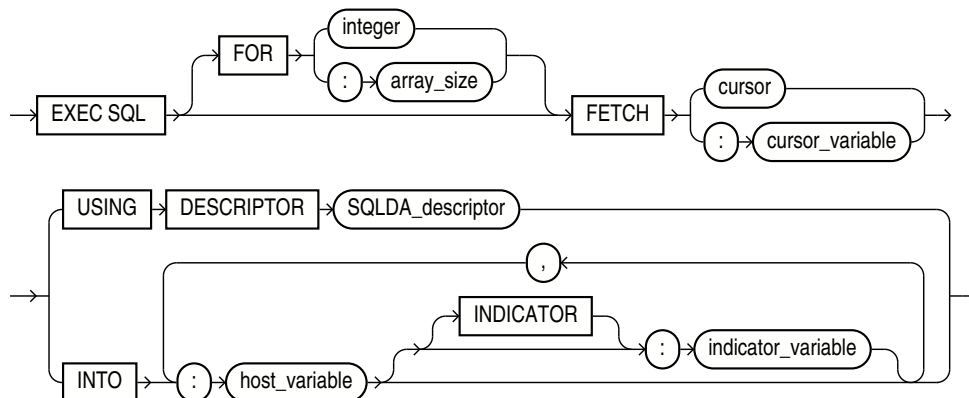 integer
FOR
: array_size
EXEC SQL FETCH
cursor
: cursor_variable
USING DESCRIPTOR SQLDA_descriptor
,
INDICATOR
: indicator_variable
INTO : host_variable